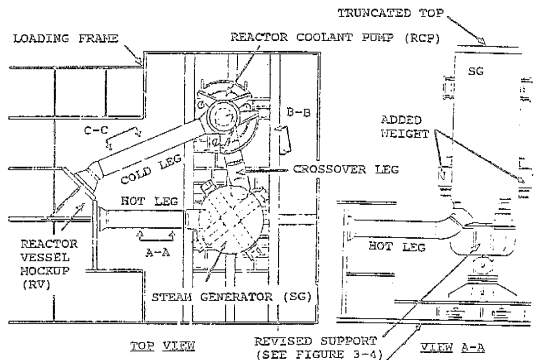 TRUNCATED TOP
LOADING FRAME
REACTOR COOLANT PUMP (RCP)
SG
B-B
C-C
ADDED
WEIGHT
COLD LEG
CROSSOVER LEG
HOT LEG
HOT LEG
REACTOR
VESSEL
MOCKUP
(RV)
A-A
STEAM GENERATOR (SG)
TOP VIEW
REVISED SUPPORT
(SEE FIGURE 3-4)
VIEW A-A